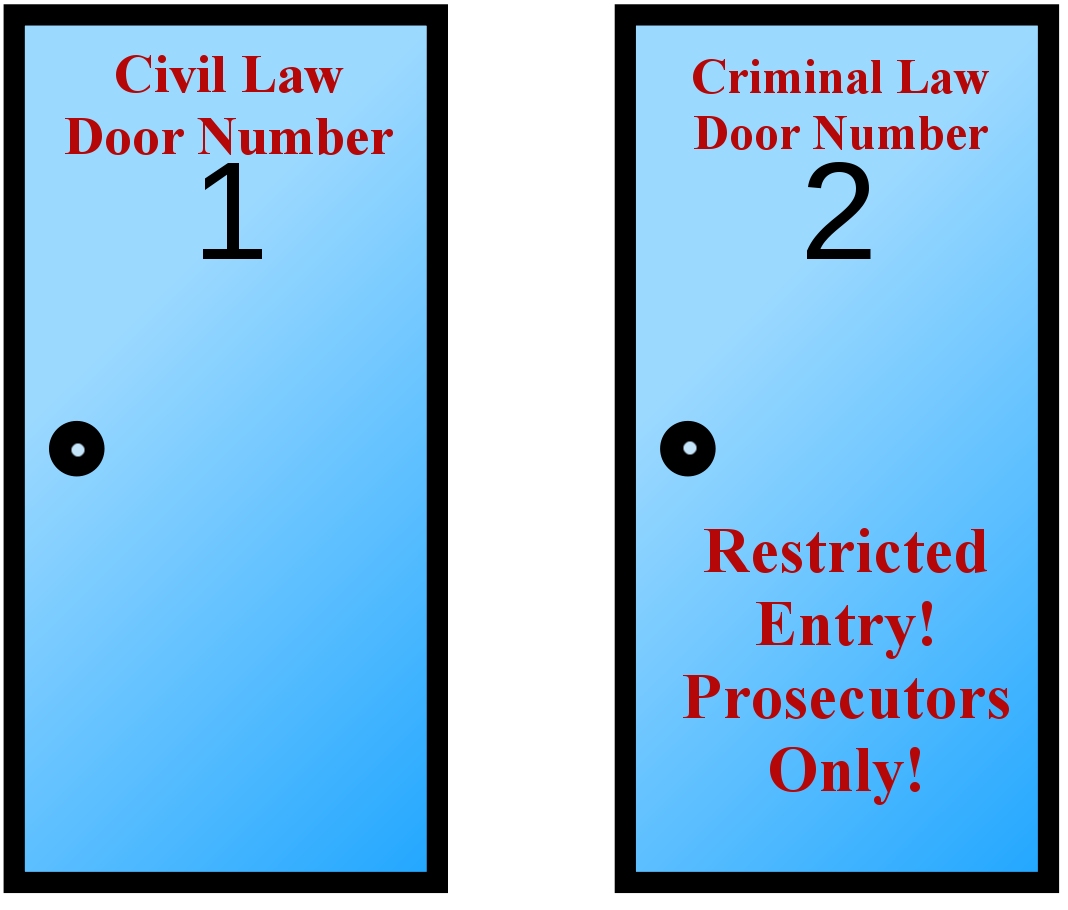 Civil Law
Door Number
1
Criminal Law
Door Number
2
Restricted
Entry!
Prosecutors
Only!